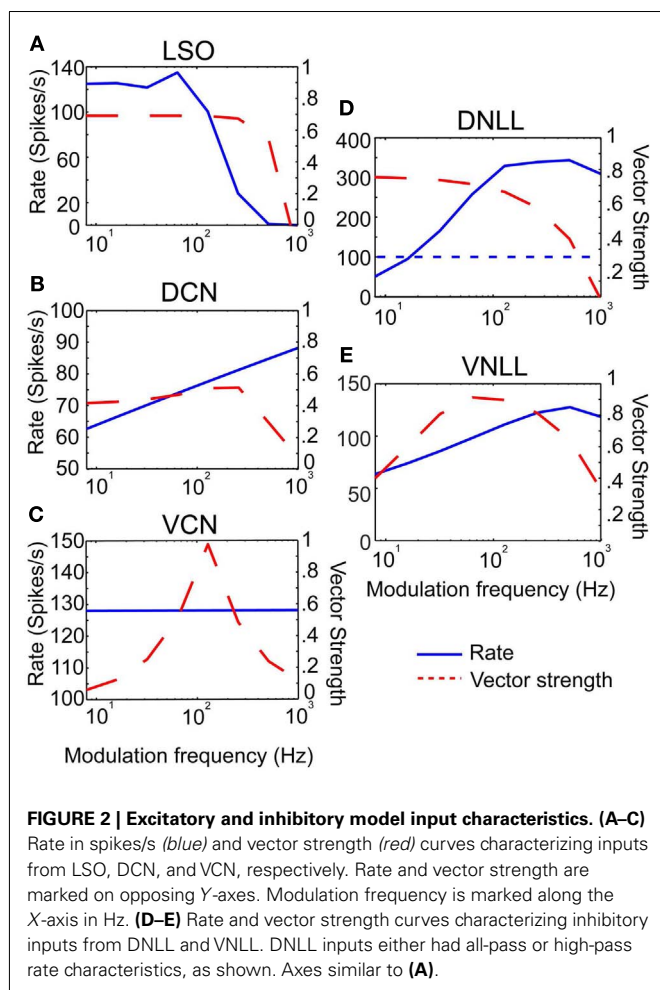 A
LSO
Rate (Spikes/s)
140
100
60
20
0
1
.8
.6
.4
.2
0
10¹
10²
10³
B
DCN
Rate (Spikes/s)
100
90
80
70
60
50
1
.8
.6
.4
.2
0
10¹
10²
10³
C
VCN
Rate (Spikes/s)
150
140
130
120
110
100
1
.8
.6
.4
.2
0
Vector Strength
10¹
10²
10³
Modulation frequency (Hz)
D
DNLL
400
300
200
100
0
1
.8
.6
.4
.2
Vector Strength
10¹
10²
10³
E
VNLL
150
100
50
0
1
.8
.6
.4
.2
Vector Strength
10¹
10²
10³
Modulation frequency (Hz)
Rate
Vector strength
FIGURE 2 | Excitatory and inhibitory model input characteristics. (A–C)
Rate in spikes/s (blue) and vector strength (red) curves characterizing inputs
from LSO, DCN, and VCN, respectively. Rate and vector strength are
marked on opposing Y-axes. Modulation frequency is marked along the
X-axis in Hz. (D–E) Rate and vector strength curves characterizing inhibitory
inputs from DNLL and VNLL. DNLL inputs either had all-pass or high-pass
rate characteristics, as shown. Axes similar to (A).